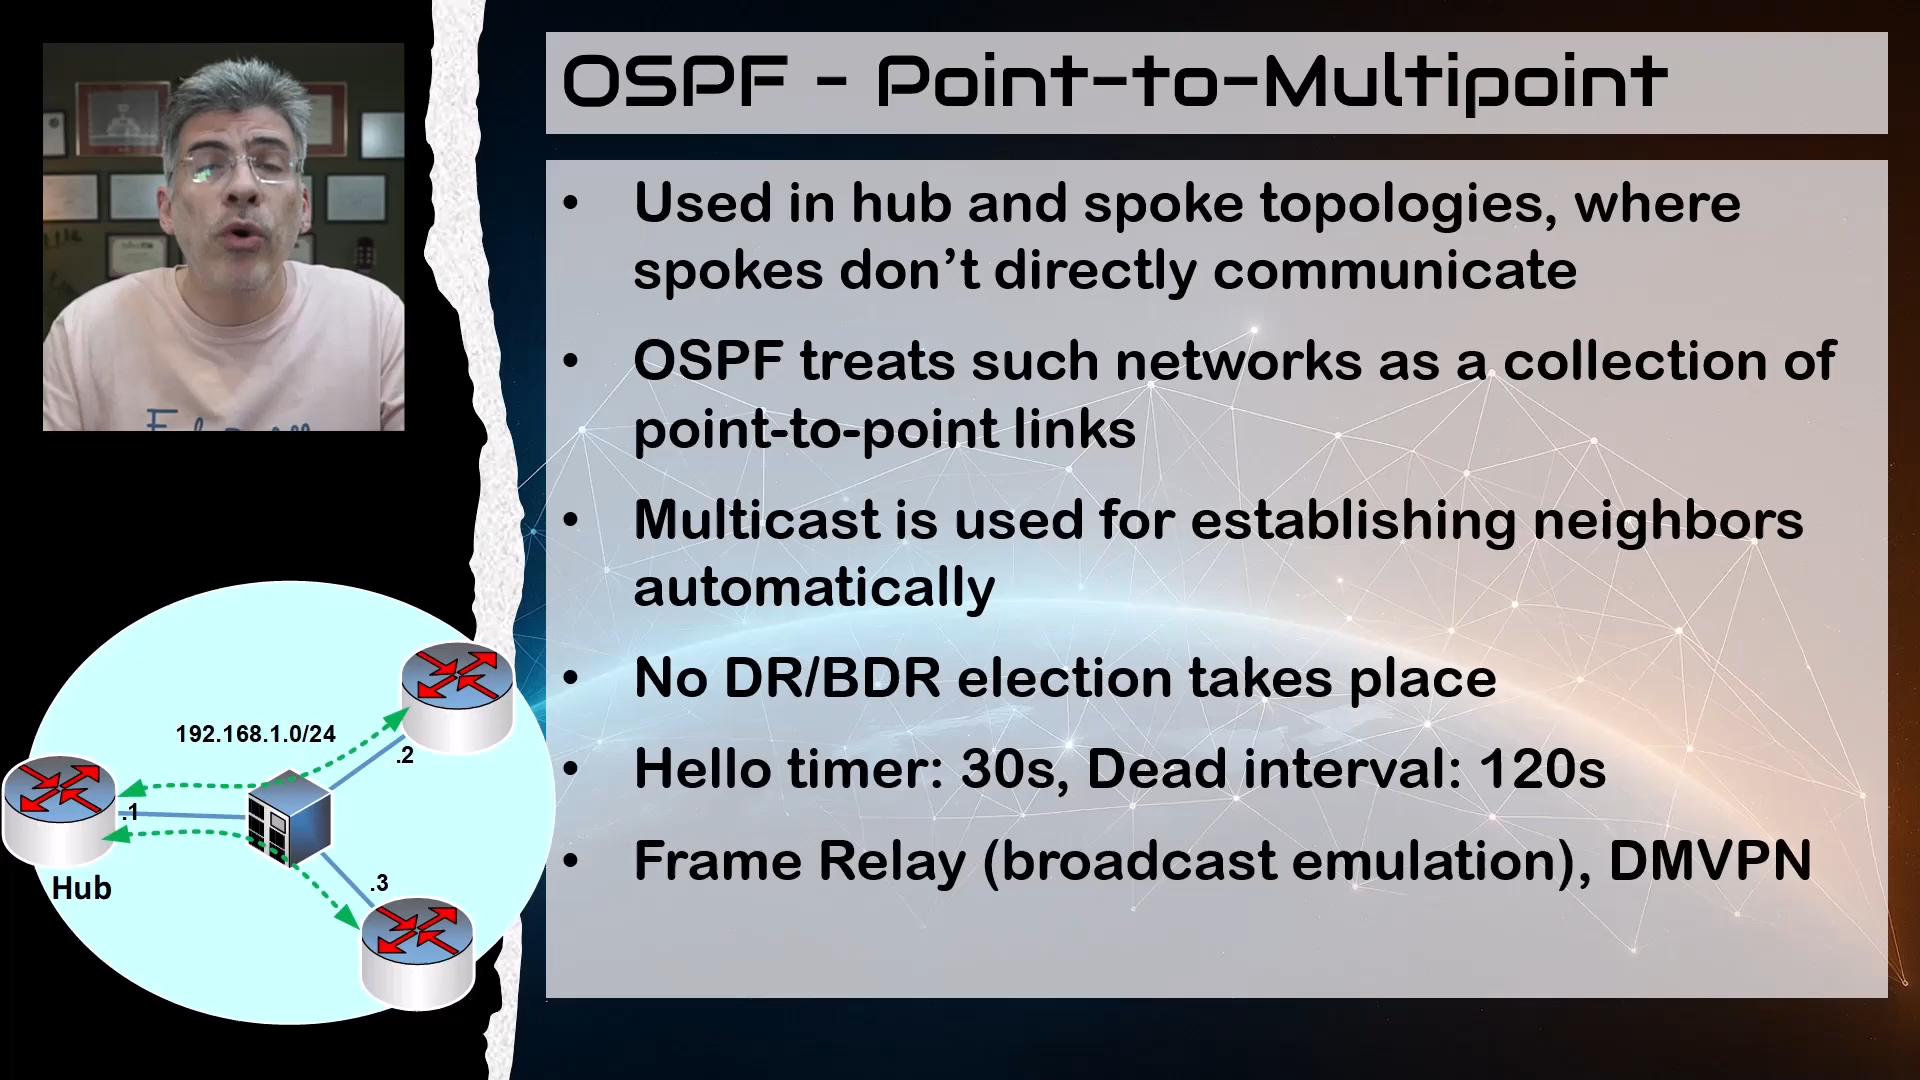 OSPF - Point-to-Multipoint
• Used in hub and spoke topologies, where
spokes don’t directly communicate
• OSPF treats such networks as a collection of
point-to-point links
• Multicast is used for establishing neighbors
automatically
• No DR/BDR election takes place
• Hello timer: 30s, Dead interval: 120s
• Frame Relay (broadcast emulation), DMVPN
192.168.1.0/24
.2
.1
.3
Hub